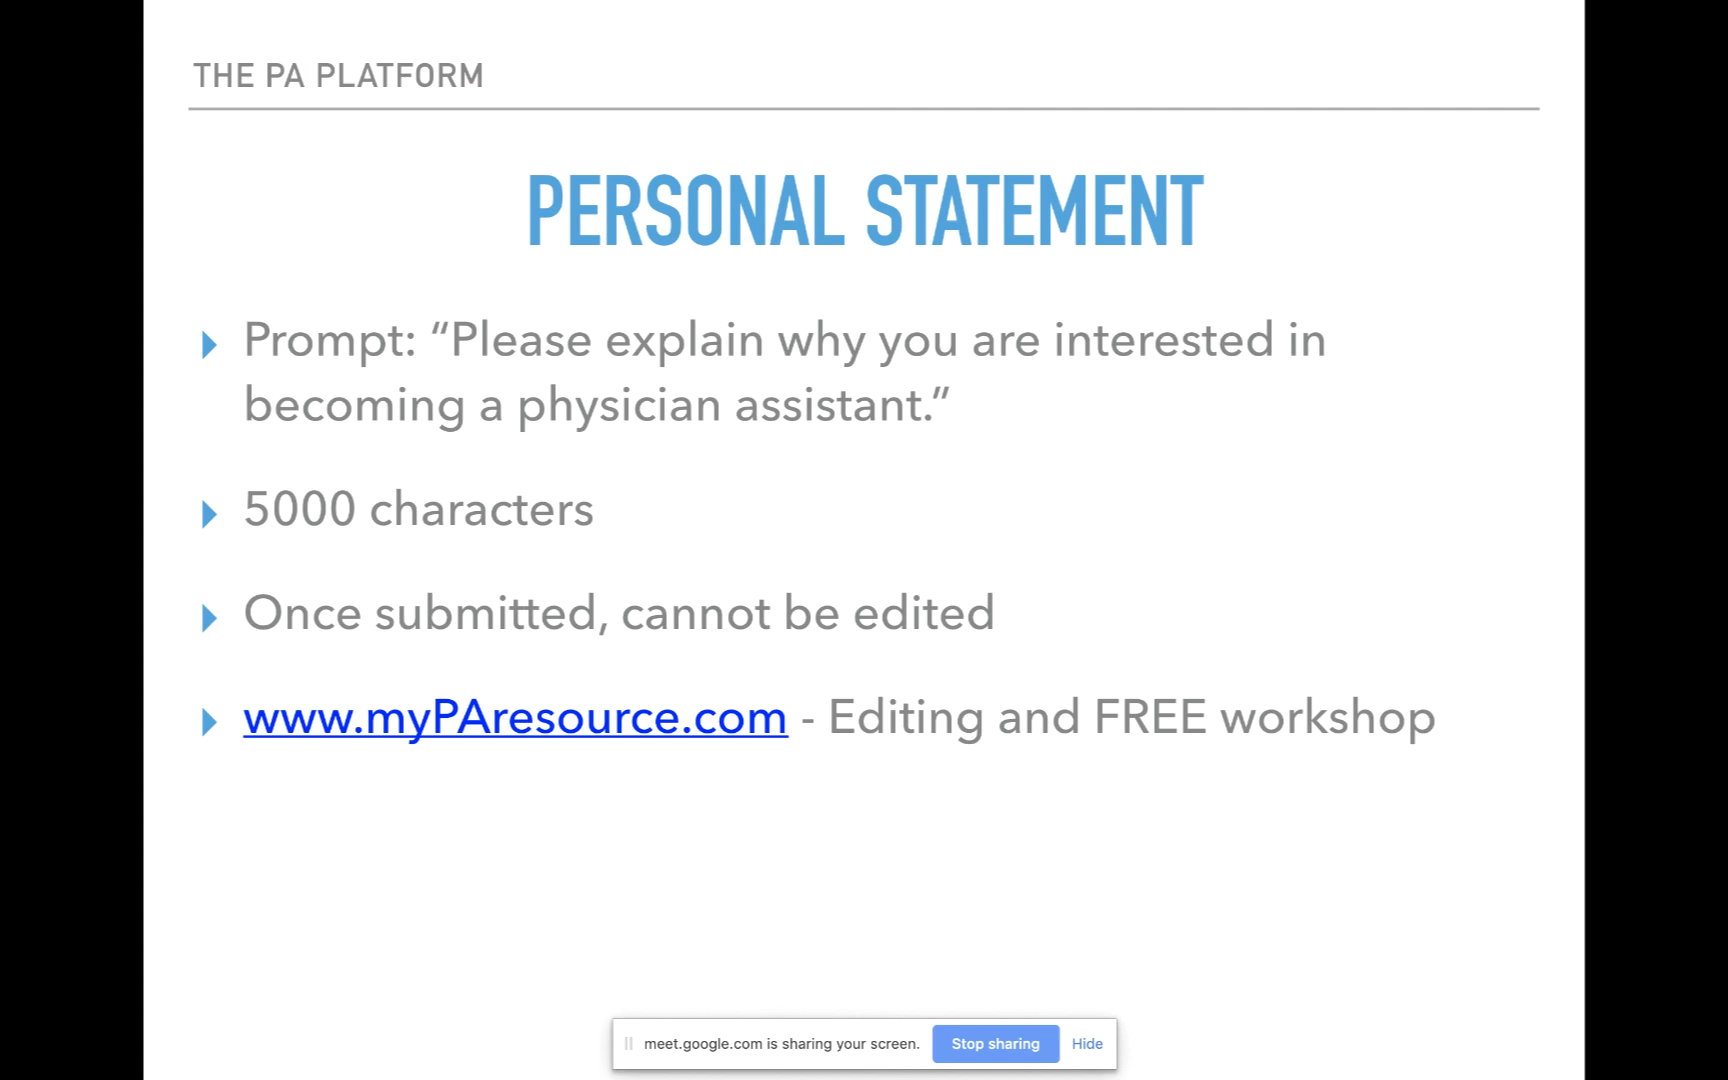 THE PA PLATFORM
PERSONAL STATEMENT
Prompt: “Please explain why you are interested in
becoming a physician assistant.”
5000 characters
Once submitted, cannot be edited
www.myPAresource.com - Editing and FREE workshop
meet.google.com is sharing your screen. Stop sharing Hide